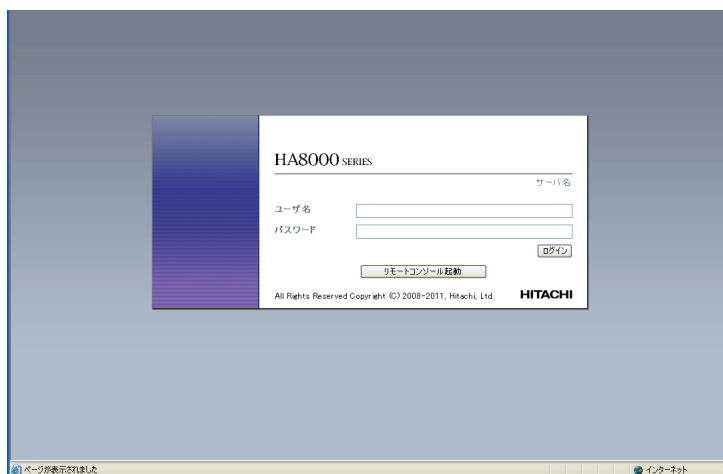 HA8000 SERIES
サーバ名
ユーザ名
パスワード
ログイン
リモートコンソール起動
All Rights Reserved Copyright (C) 2008-2011, Hitachi, Ltd. HITACHI
ページが表示されました インターネット